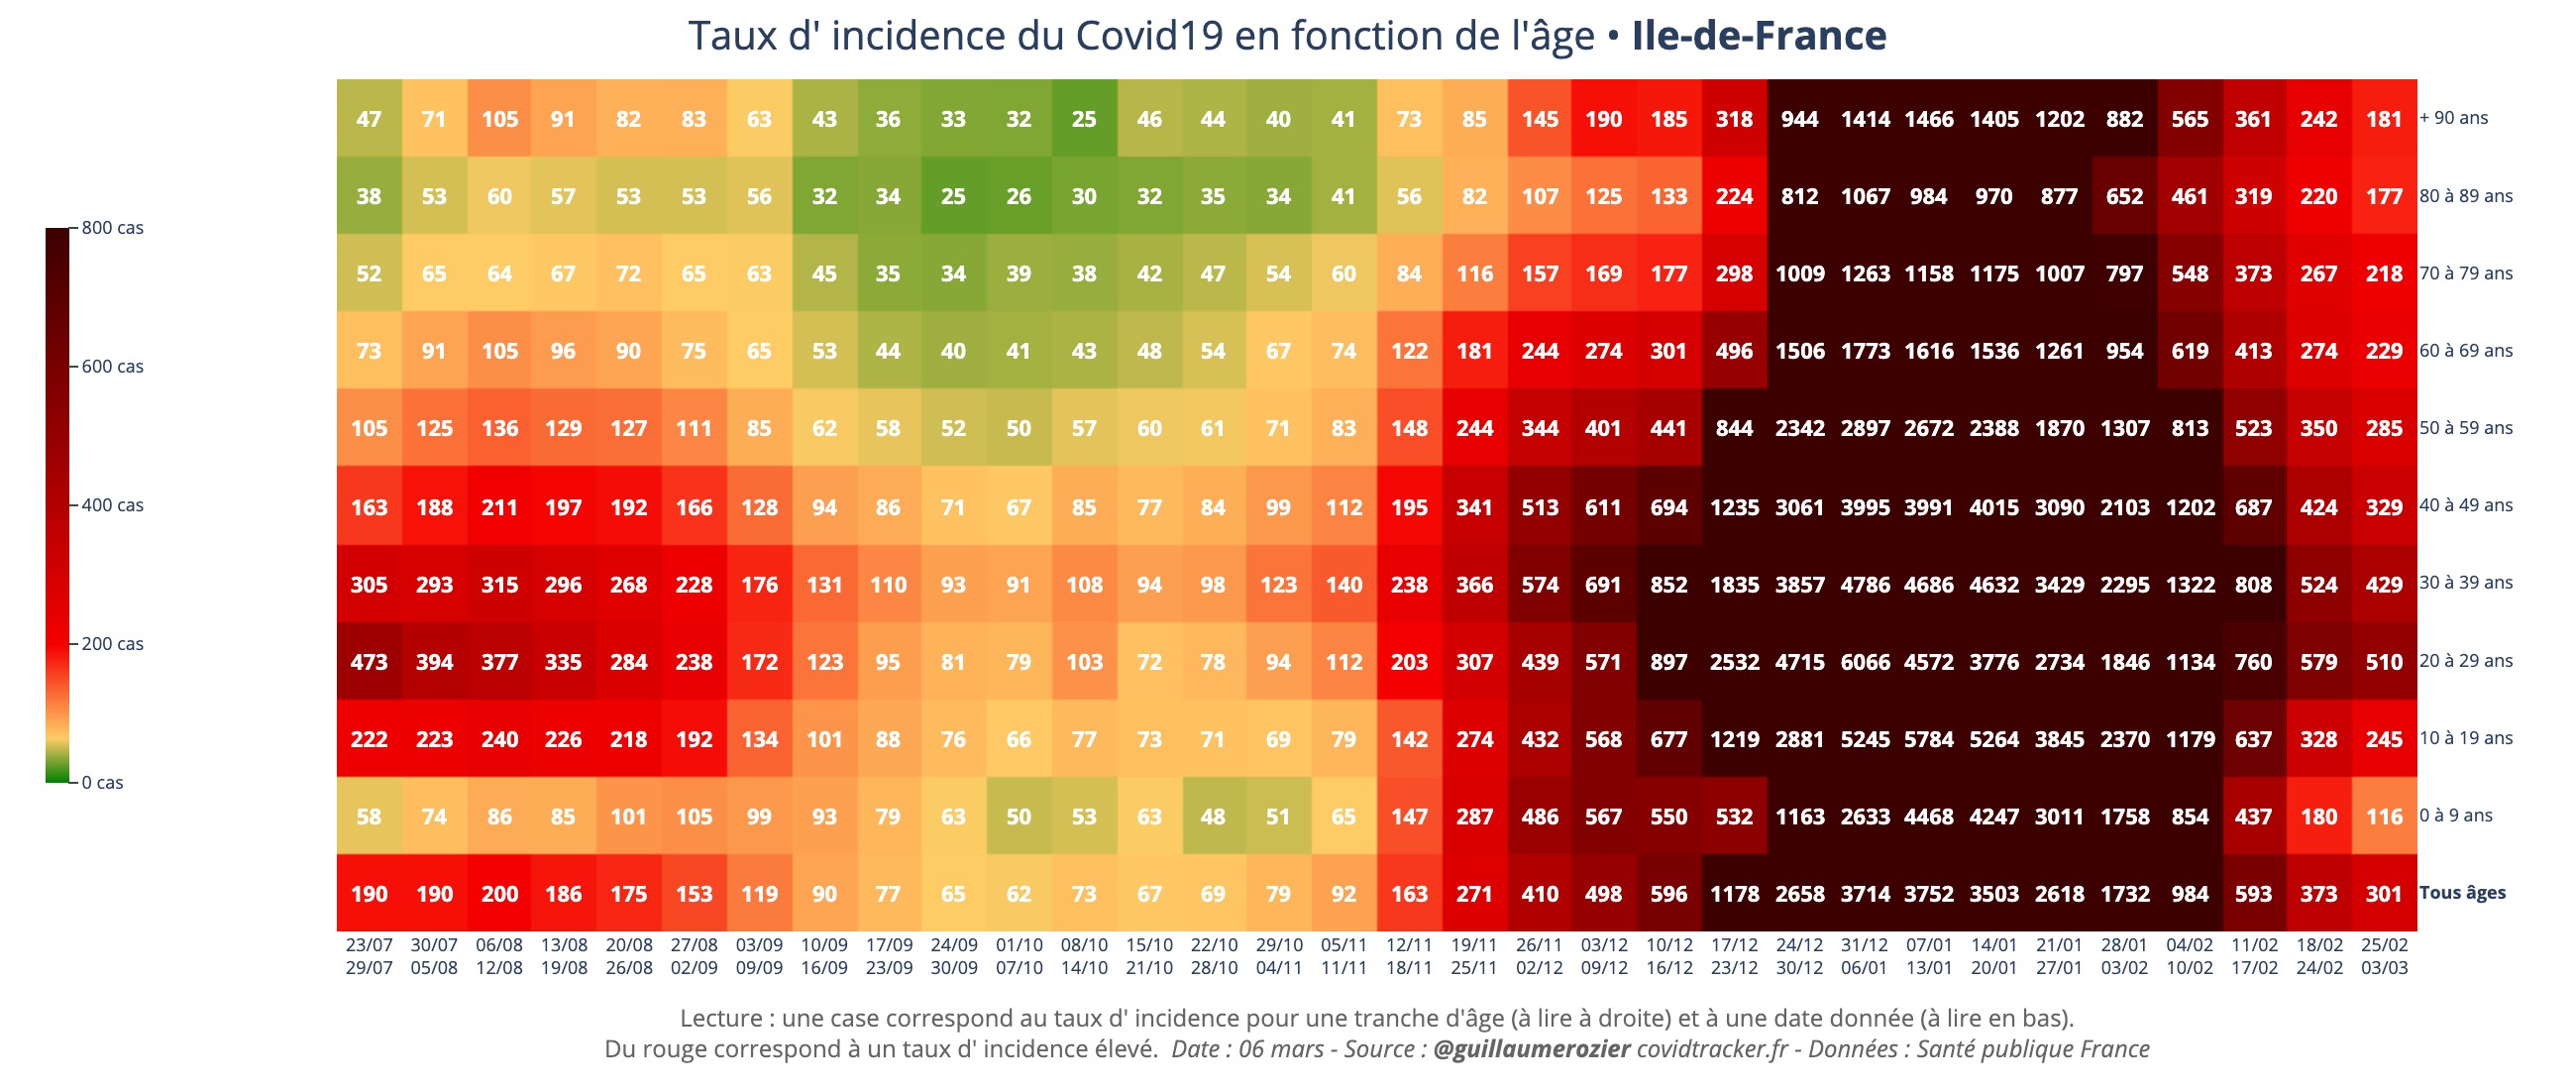 Taux d' incidence du Covid19 en fonction de l'âge • Ile-de-France
47 71 105 91 82 83 63 43 36 33 32 25 46 44 40 41 73 85 145 190 185 318 944 1414 1466 1405 1202 882 565 361 242 181 + 90 ans
38 53 60 57 53 53 56 32 34 25 26 30 32 35 34 41 56 82 107 125 133 224 812 1067 984 970 877 652 461 319 220 177 80 à 89 ans
800 cas
52 65 64 67 72 65 63 45 35 34 39 38 42 47 54 60 84 116 157 169 177 298 1009 1263 1158 1175 1007 797 548 373 267 218 70 à 79 ans
73 91 105 96 90 75 65 53 44 40 41 43 48 54 67 74 122 181 244 274 301 496 1506 1773 1616 1536 1261 954 619 413 274 229 60 à 69 ans
600 cas
105 125 136 129 127 111 85 62 58 52 50 57 60 61 71 83 148 244 344 401 441 844 2342 2897 2672 2388 1870 1307 813 523 350 285 50 à 59 ans
400 cas
163 188 211 197 192 166 128 94 86 71 67 85 77 84 99 112 195 341 513 611 694 1235 3061 3995 3991 4015 3090 2103 1202 687 424 329 40 à 49 ans
305 293 315 296 268 228 176 131 110 93 91 108 94 98 123 140 238 366 574 691 852 1835 3857 4786 4686 4632 3429 2295 1322 808 524 429 30 à 39 ans
200 cas
473 394 377 335 284 238 172 123 95 81 79 103 72 78 94 112 203 307 439 571 897 2532 4715 6066 4572 3776 2734 1846 1134 760 579 510 20 à 29 ans
222 223 240 226 218 192 134 101 88 76 66 77 73 71 69 79 142 274 432 568 677 1219 2881 5245 5784 5264 3845 2370 1179 637 328 245 10 à 19 ans
0 cas
58 74 86 85 101 105 99 93 79 63 50 53 63 48 51 65 147 287 486 567 550 532 1163 2633 4468 4247 3011 1758 854 437 180 116 0 à 9 ans
190 190 200 186 175 153 119 90 77 65 62 73 67 69 79 92 163 271 410 498 596 1178 2658 3714 3752 3503 2618 1732 984 593 373 301 Tous âges
23/07 30/07 06/08 13/08 20/08 27/08 03/09 10/09 17/09 24/09 01/10 08/10 15/10 22/10 29/10 05/11 12/11 19/11 26/11 03/12 10/12 17/12 24/12 31/12 07/01 14/01 21/01 28/01 04/02 11/02 18/02 25/02
29/07 05/08 12/08 19/08 26/08 02/09 09/09 16/09 23/09 30/09 07/10 14/10 21/10 28/10 04/11 11/11 18/11 25/11 02/12 09/12 16/12 23/12 30/12 06/01 13/01 20/01 27/01 03/02 10/02 17/02 24/02 03/03
Lecture : une case correspond au taux d' incidence pour une tranche d'âge (à lire à droite) et à une date donnée (à lire en bas).
Du rouge correspond à un taux d' incidence élevé. Date : 06 mars - Source : @guillaumerozier covidtracker.fr - Données : Santé publique France